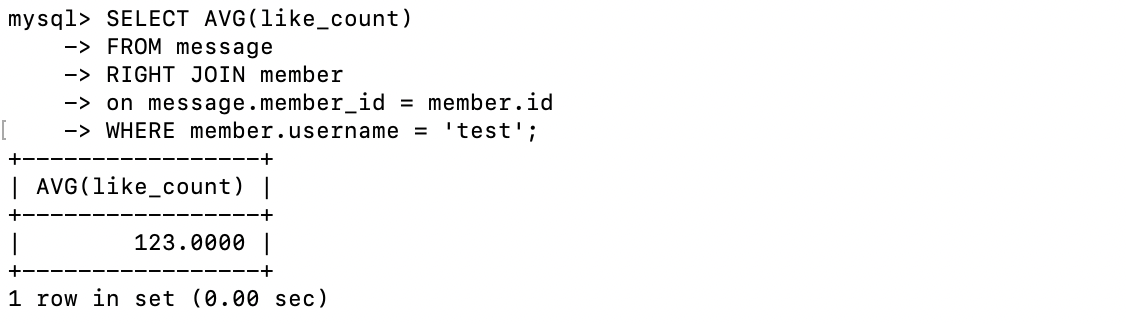 mysql> SELECT AVG(like_count)
    -> FROM message
    -> RIGHT JOIN member
    -> on message.member_id = member.id
[    -> WHERE member.username = 'test';
+-----------------+
| AVG(like_count) |
+-----------------+
|        123.0000 |
+-----------------+
1 row in set (0.00 sec)